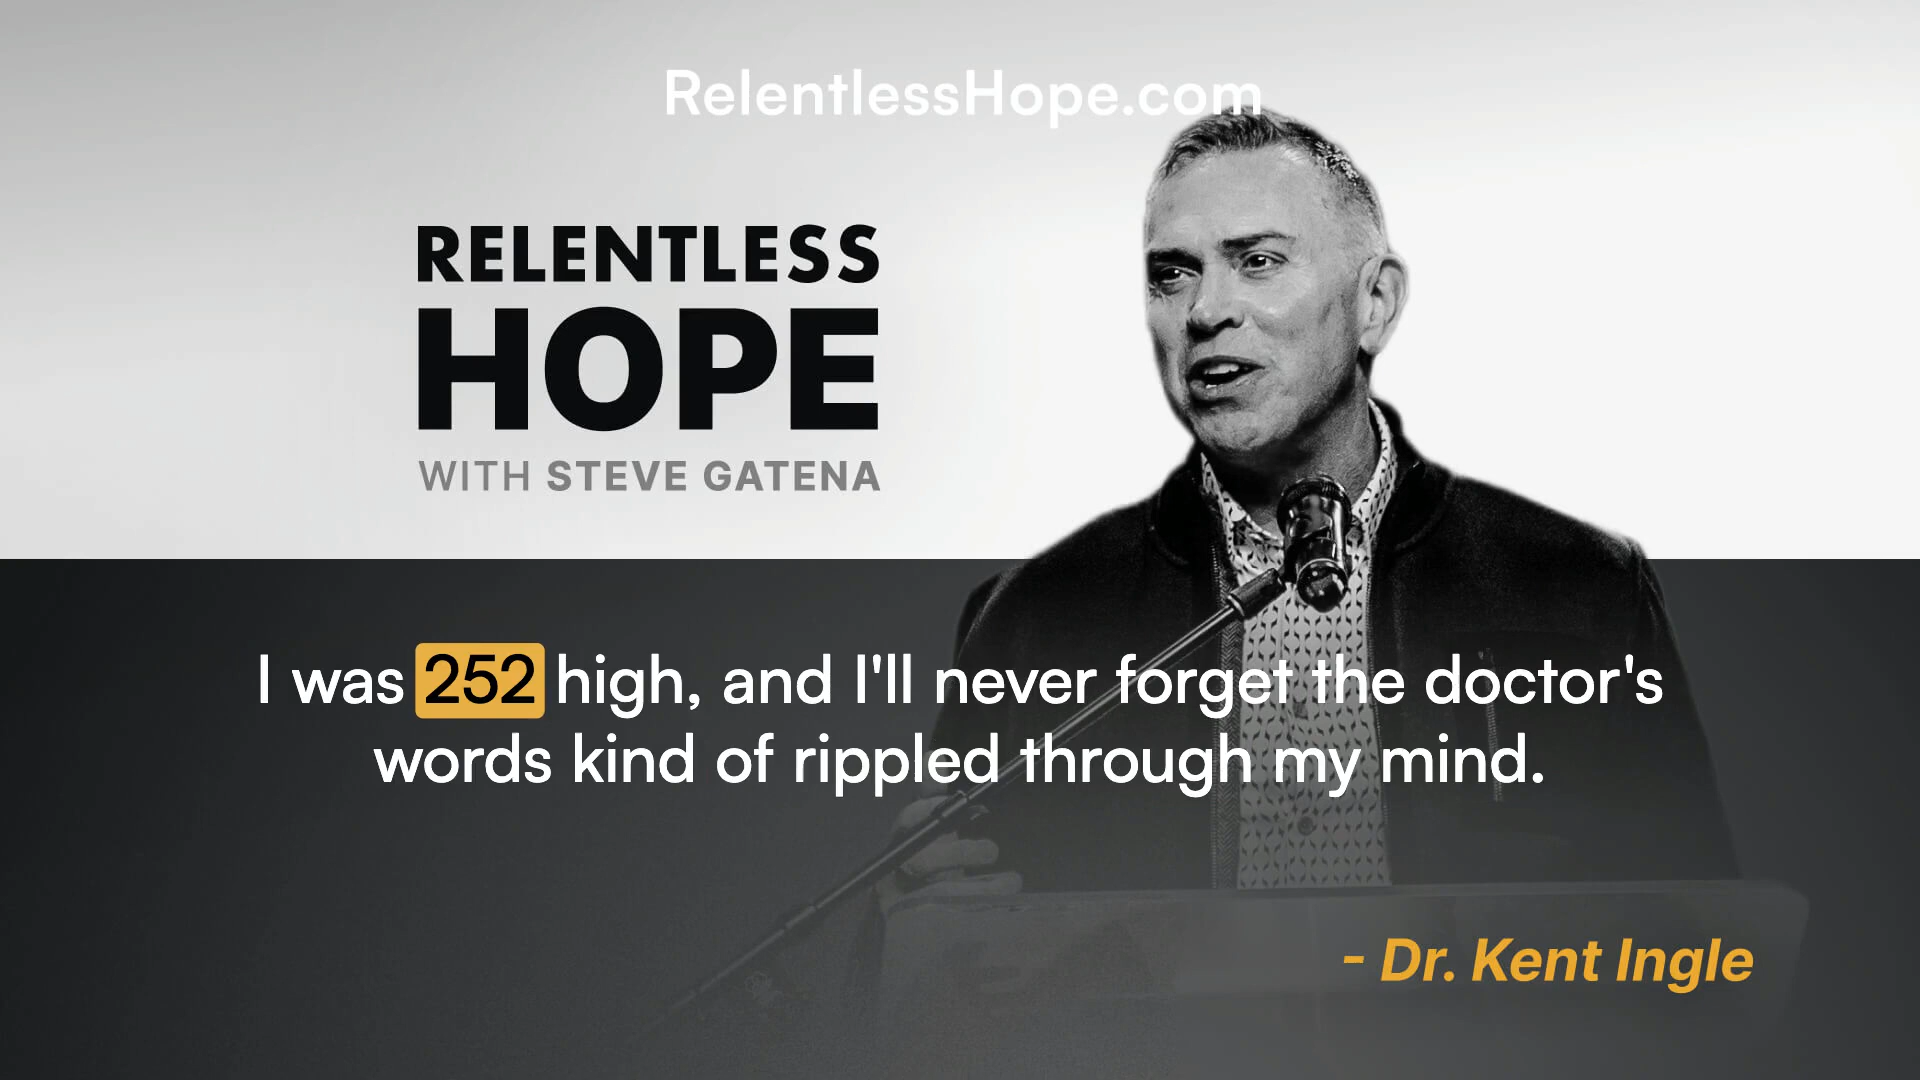 RelentlessHope.com
RELENTLESS
HOPE
WITH STEVE GATENA
I was 252 high, and I'll never forget the doctor's
words kind of rippled through my mind.
- Dr. Kent Ingle